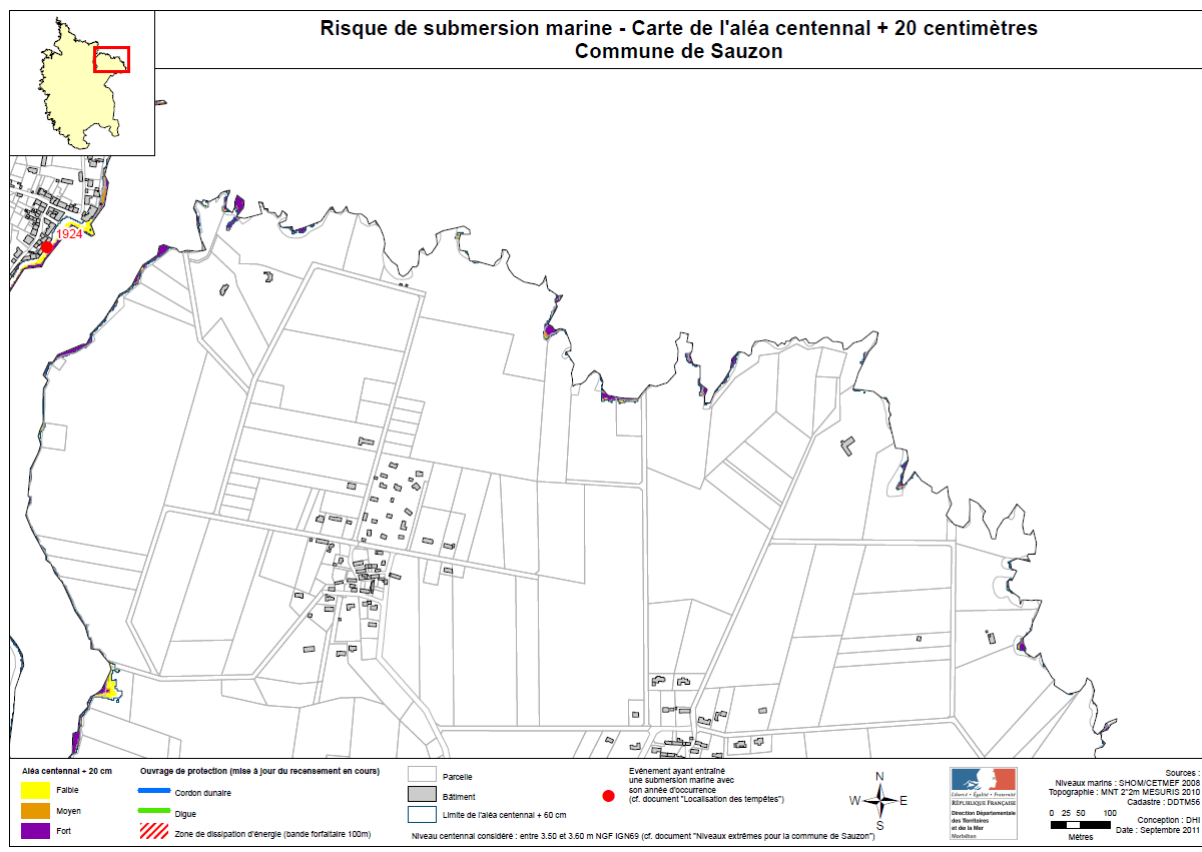 Risque de submersion marine - Carte de l'aléa centennal + 20 centimètres
Commune de Sauzon
1924
Aléa centennal + 20 cm
Faible
Moyen
Fort
Ouvrage de protection (mise à jour du recensement en cours)
Cordon dunaire
Digue
Zone de dissipation d'énergie (bande forfaitaire 100m)
Parcelle
Bâtiment
Limite de l'aléa centennal + 60 cm
Evénement ayant entraîné
une submersion marine avec
son année d'occurrence
(cf. document "Localisation des tempêtes")
Niveau centennal considéré : entre 3.50 et 3.60 m NGF IGN69 (cf. document "Niveaux extrêmes pour la commune de Sauzon")
N
W E
S
Liberté • Égalité • Fraternité
RÉPUBLIQUE FRANÇAISE
Direction Départementale
des Territoires
et de la Mer
Morbihan
Sources :
Niveaux marins : SHOM/CETMEF 2008
Topographie : MNT 2*2m MESURIS 2010
Cadastre : DDTM56
Conception : DHI
Date : Septembre 2011
0 25 50 100
Mètres